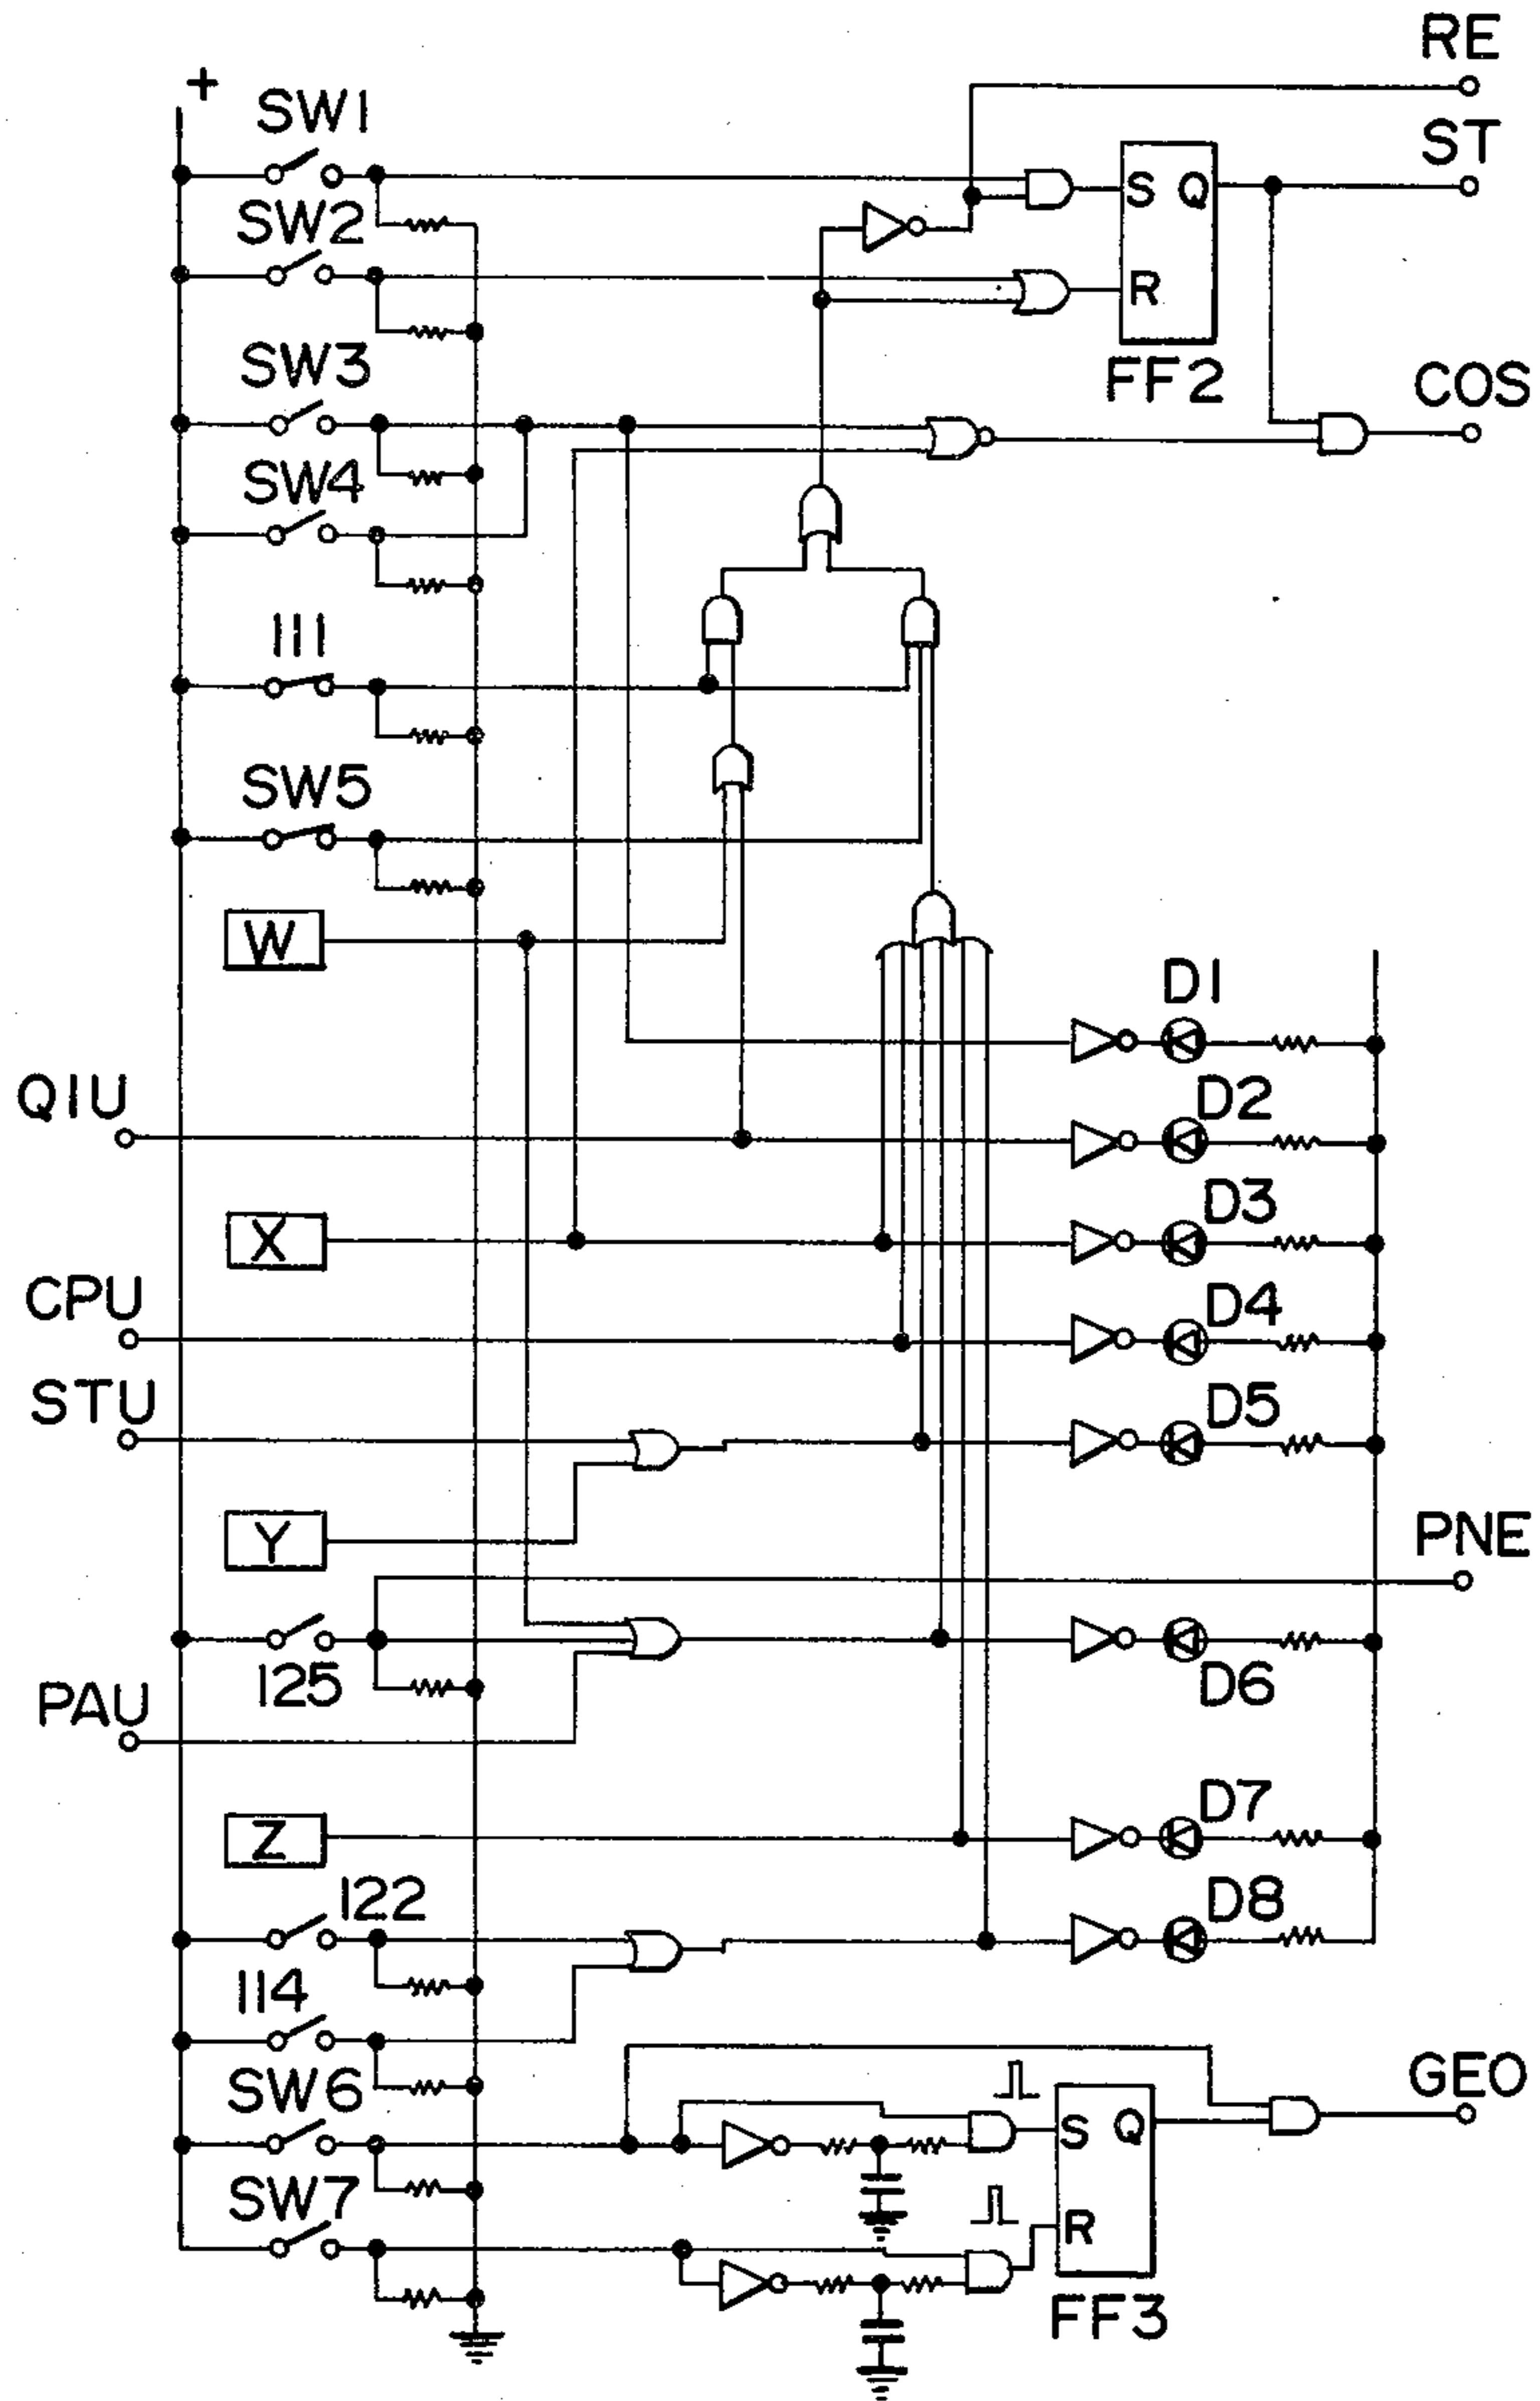 RE
+
SW1
ST
SW2
S Q
R
SW3
FF2
COS
SW4
111
SW5
W
D1
QIU
D2
X
D3
CPU
D4
STU
D5
Y
PNE
125
D6
PAU
Z
D7
122
D8
114
SW6
GEO
S Q
SW7
R
FF3